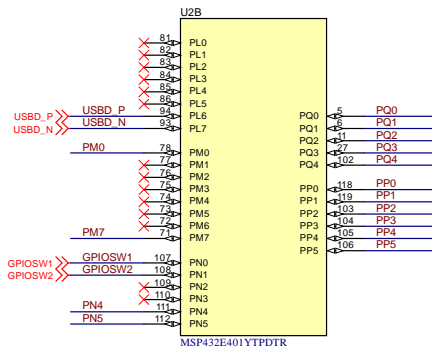 U2B
81 PL0
82 PL1
83 PL2
84 PL3
85 PL4
86 PL5
USBD_P USBD_P 94 PL6 PQ0 5 PQ0
USBD_N USBD_N 93 PL7 PQ1 6 PQ1
PQ2 11 PQ2
PM0 78 PM0 PQ3 27 PQ3
77 PM1 PQ4 102 PQ4
76 PM2
75 PM3 PP0 118 PP0
74 PM4 PP1 119 PP1
73 PM5 PP2 103 PP2
72 PM6 PP3 104 PP3
PM7 71 PM7 PP4 105 PP4
PP5 106 PP5
GPIOSW1 GPIOSW1 107 PN0
GPIOSW2 GPIOSW2 108 PN1
109 PN2
110 PN3
PN4 111 PN4
PN5 112 PN5
MSP432E401YTPDTR